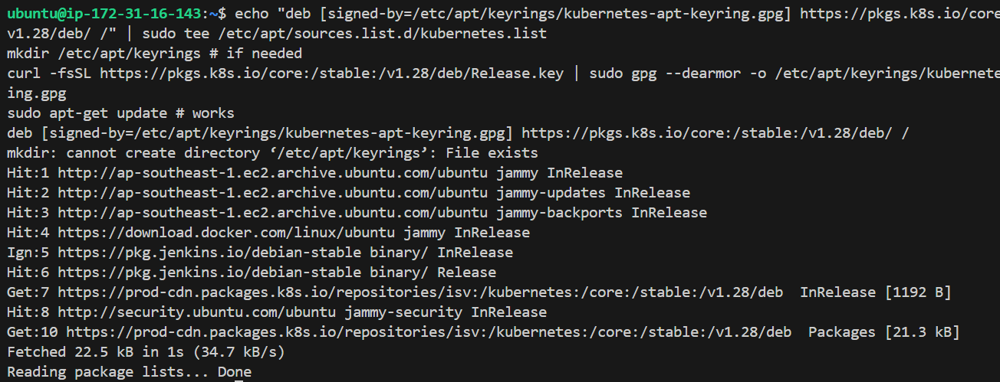 ubuntu@ip-172-31-16-143:~$ echo "deb [signed-by=/etc/apt/keyrings/kubernetes-apt-keyring.gpg] https://pkgs.k8s.io/core
v1.28/deb/ /" | sudo tee /etc/apt/sources.list.d/kubernetes.list
mkdir /etc/apt/keyrings # if needed
curl -fsSL https://pkgs.k8s.io/core:/stable:/v1.28/deb/Release.key | sudo gpg --dearmor -o /etc/apt/keyrings/kubernete
ing.gpg
sudo apt-get update # works
deb [signed-by=/etc/apt/keyrings/kubernetes-apt-keyring.gpg] https://pkgs.k8s.io/core:/stable:/v1.28/deb/ /
mkdir: cannot create directory ‘/etc/apt/keyrings’: File exists
Hit:1 http://ap-southeast-1.ec2.archive.ubuntu.com/ubuntu jammy InRelease
Hit:2 http://ap-southeast-1.ec2.archive.ubuntu.com/ubuntu jammy-updates InRelease
Hit:3 http://ap-southeast-1.ec2.archive.ubuntu.com/ubuntu jammy-backports InRelease
Hit:4 https://download.docker.com/linux/ubuntu jammy InRelease
Ign:5 https://pkg.jenkins.io/debian-stable binary/ InRelease
Hit:6 https://pkg.jenkins.io/debian-stable binary/ Release
Get:7 https://prod-cdn.packages.k8s.io/repositories/isv:/kubernetes:/core:/stable:/v1.28/deb  InRelease [1192 B]
Hit:8 http://security.ubuntu.com/ubuntu jammy-security InRelease
Get:10 https://prod-cdn.packages.k8s.io/repositories/isv:/kubernetes:/core:/stable:/v1.28/deb  Packages [21.3 kB]
Fetched 22.5 kB in 1s (34.7 kB/s)
Reading package lists... Done